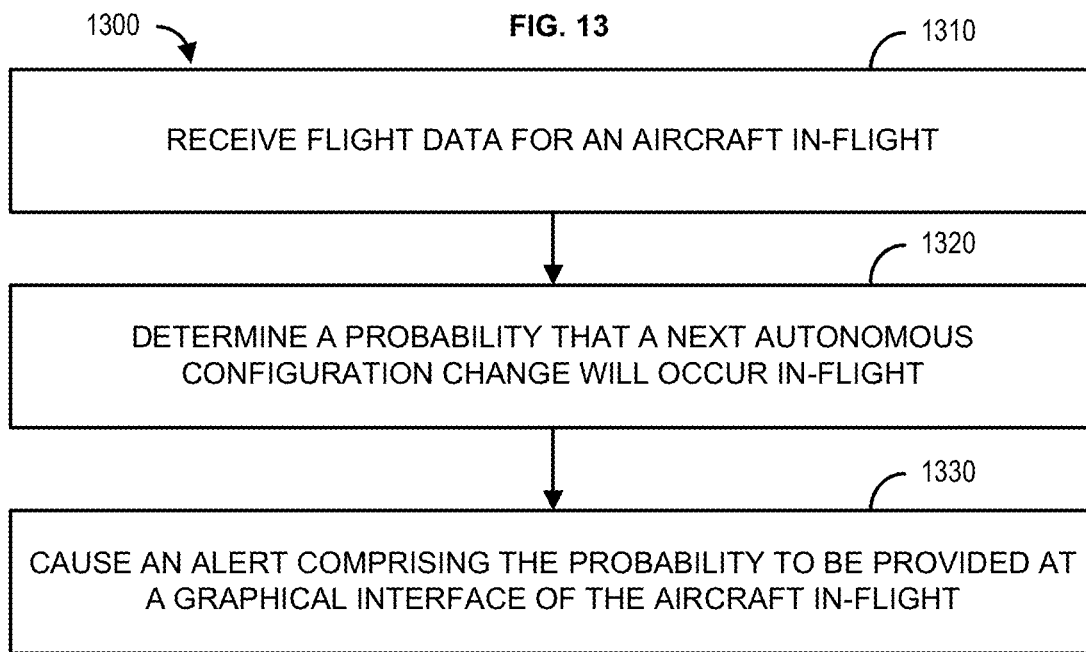 1300
FIG. 13
1310
RECEIVE FLIGHT DATA FOR AN AIRCRAFT IN-FLIGHT
1320
DETERMINE A PROBABILITY THAT A NEXT AUTONOMOUS
CONFIGURATION CHANGE WILL OCCUR IN-FLIGHT
1330
CAUSE AN ALERT COMPRISING THE PROBABILITY TO BE PROVIDED AT
A GRAPHICAL INTERFACE OF THE AIRCRAFT IN-FLIGHT